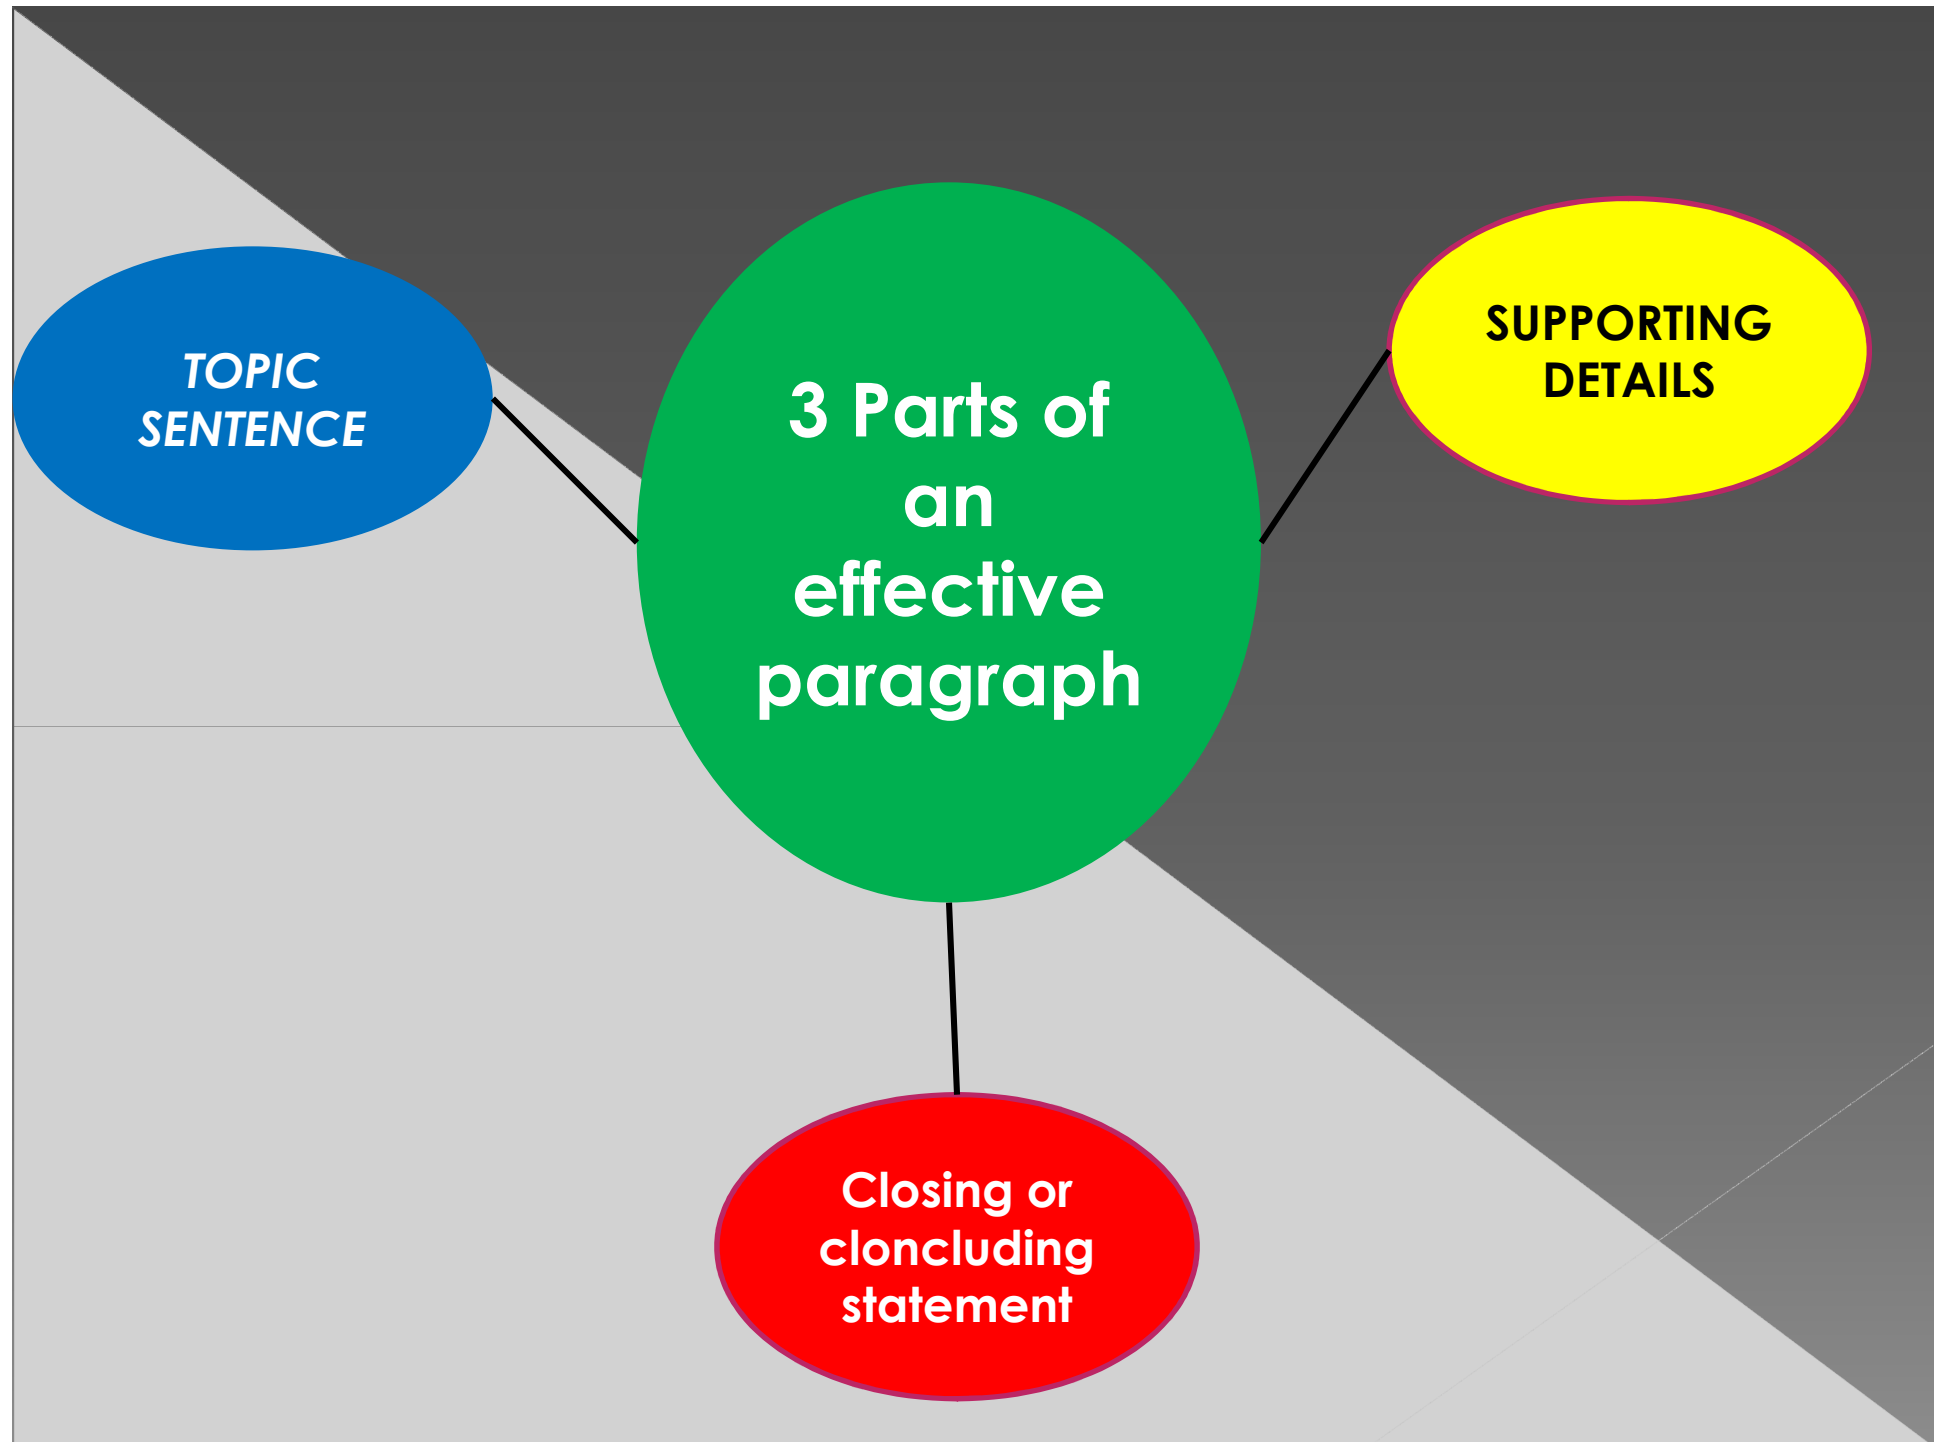 TOPIC
SENTENCE
3 Parts of
an
effective
paragraph
SUPPORTING
DETAILS
Closing or
cloncluding
statement